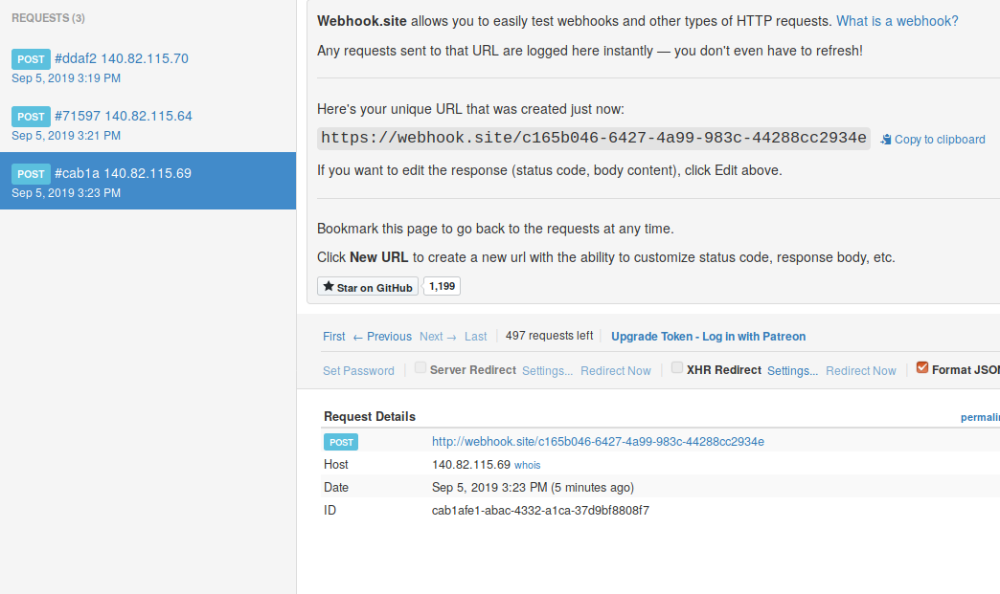 REQUESTS (3)
POST #ddaf2 140.82.115.70
Sep 5, 2019 3:19 PM
POST #71597 140.82.115.64
Sep 5, 2019 3:21 PM
POST #cab1a 140.82.115.69
Sep 5, 2019 3:23 PM
Webhook.site allows you to easily test webhooks and other types of HTTP requests. What is a webhook?
Any requests sent to that URL are logged here instantly — you don't even have to refresh!
Here's your unique URL that was created just now:
https://webhook.site/c165b046-6427-4a99-983c-44288cc2934e Copy to clipboard
If you want to edit the response (status code, body content), click Edit above.
Bookmark this page to go back to the requests at any time.
Click New URL to create a new url with the ability to customize status code, response body, etc.
Star on GitHub 1,199
First ← Previous Next → Last 497 requests left Upgrade Token - Log in with Patreon
Set Password Server Redirect Settings... Redirect Now XHR Redirect Settings... Redirect Now Format JSON
Request Details permalin
POST http://webhook.site/c165b046-6427-4a99-983c-44288cc2934e
Host 140.82.115.69 whois
Date Sep 5, 2019 3:23 PM (5 minutes ago)
ID cab1afe1-abac-4332-a1ca-37d9bf8808f7